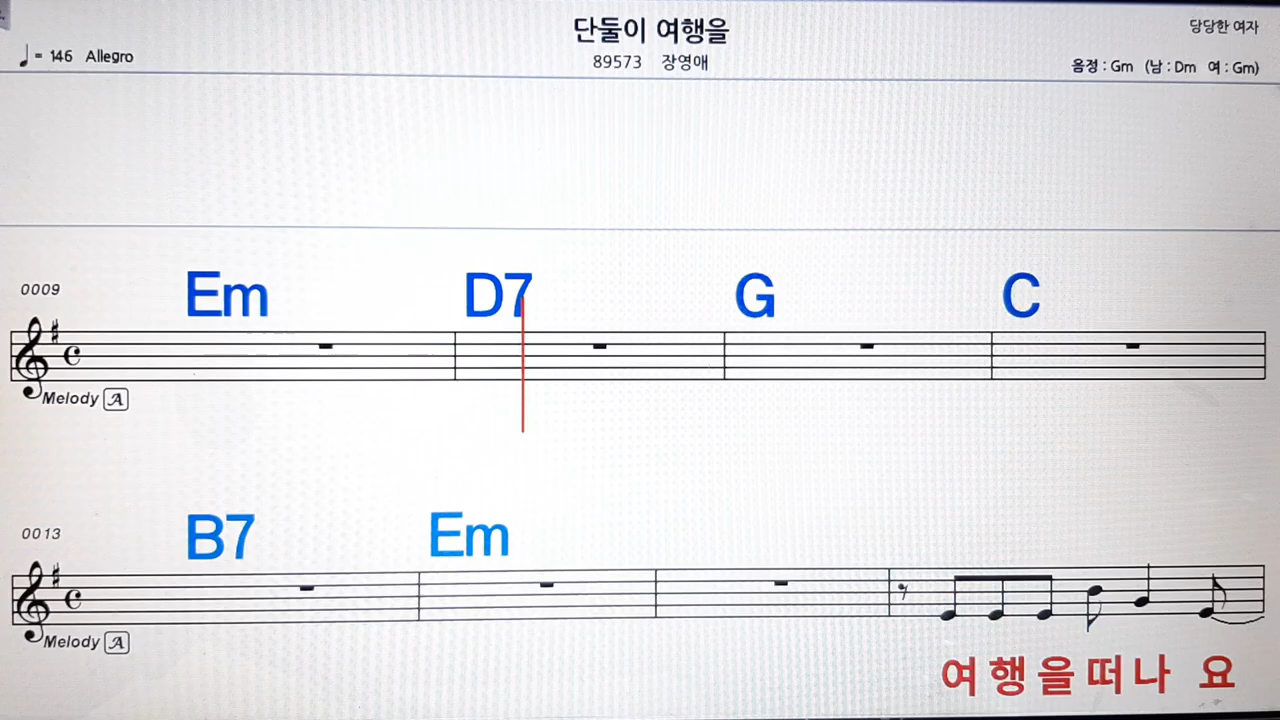 단둘이 여행을
당당한 여자
♩ = 146 Allegro
89573 장영애
음정 : Gm (남 : Dm 여 : Gm)
0009
Em D7 G C
Melody A
0013
B7 Em
Melody A
여행을떠나 요